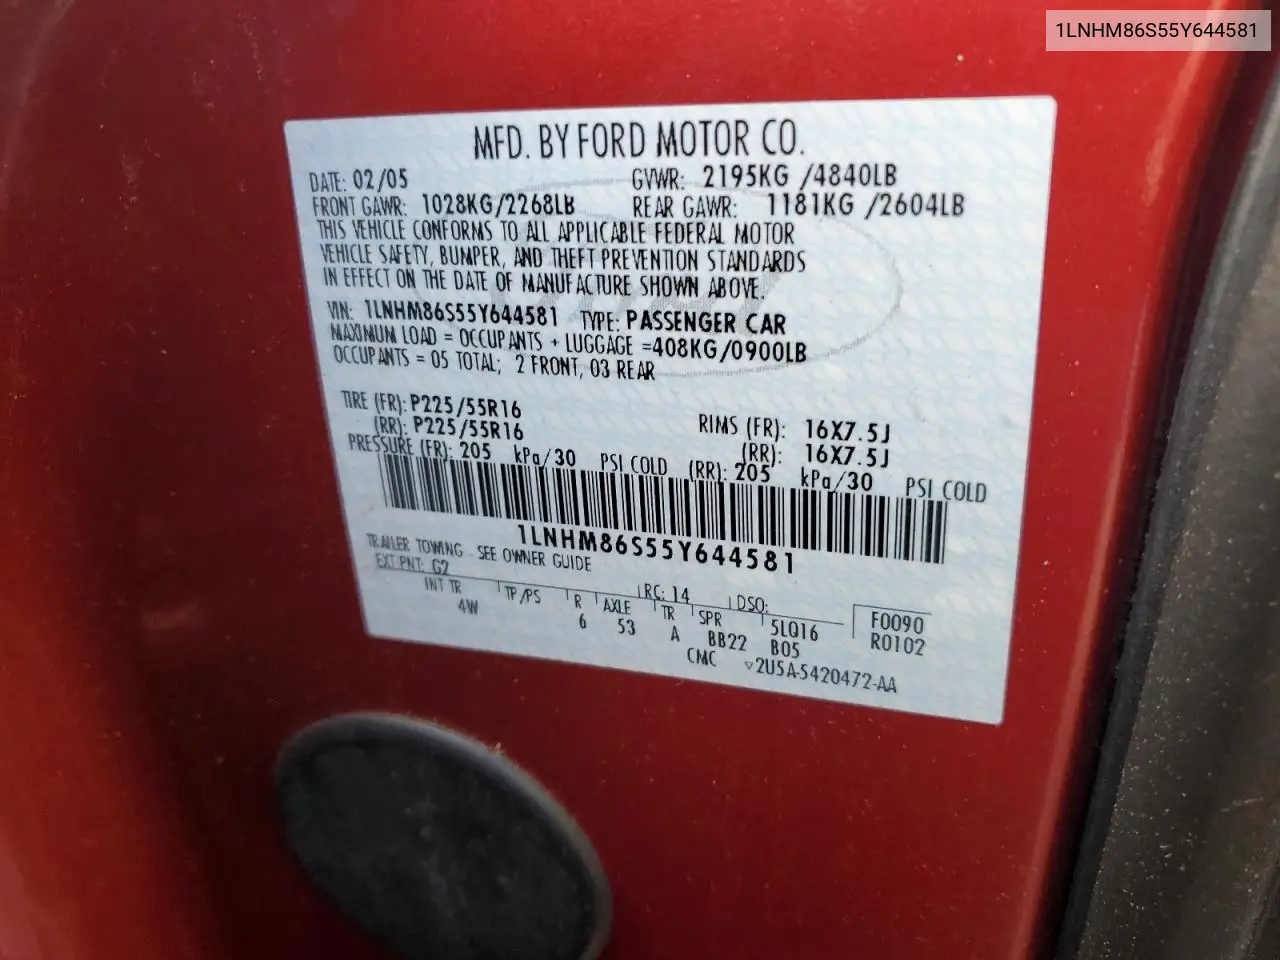 1LNHM86S55Y644581
MFD. BY FORD MOTOR CO.
DATE: 02/05 GVWR: 2195KG /4840LB
FRONT GAWR: 1028KG/2268LB REAR GAWR: 1181KG /2604LB
THIS VEHICLE CONFORMS TO ALL APPLICABLE FEDERAL MOTOR
VEHICLE SAFETY, BUMPER, AND THEFT PREVENTION STANDARDS
IN EFFECT ON THE DATE OF MANUFACTURE SHOWN ABOVE.
VIN: 1LNHM86S55Y644581 TYPE: PASSENGER CAR
MAXIMUM LOAD = OCCUPANTS + LUGGAGE =408KG/0900LB
OCCUPANTS = 05 TOTAL; 2 FRONT, 03 REAR
TIRE (FR): P225/55R16 RIMS (FR): 16X7.5J
(RR): P225/55R16 (RR): 16X7.5J
PRESSURE (FR): 205 kPa/30 PSI COLD (RR): 205 kPa/30 PSI COLD
1LNHM86S55Y644581
TRAILER TOWING - SEE OWNER GUIDE
EXT PNT: G2 RC: 14 DSO:
INT TR TP/PS R AXLE TR SPR 5LQ16 F0090
4W 6 53 A BB22 B05 R0102
CMC ▽2U5A-5420472-AA